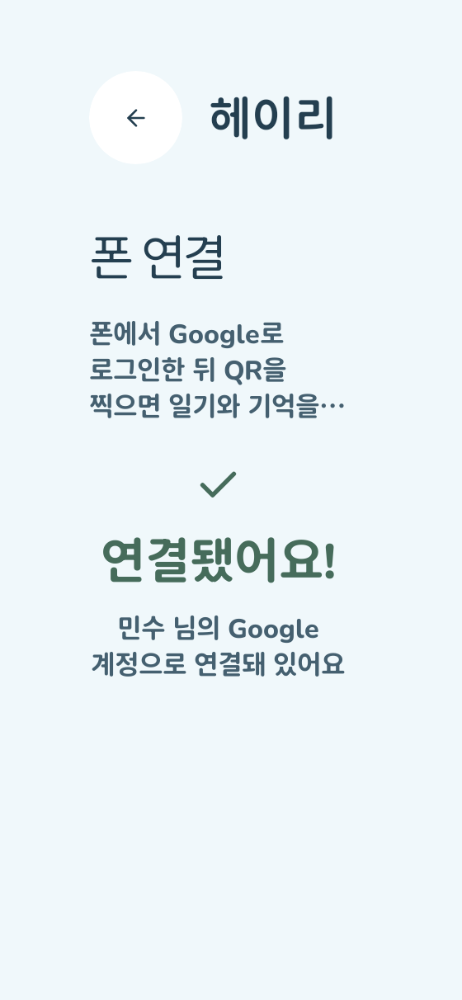 헤이리
폰 연결
폰에서 Google로
로그인한 뒤 QR을
찍으면 일기와 기억을…
연결됐어요!
민수 님의 Google
계정으로 연결돼 있어요